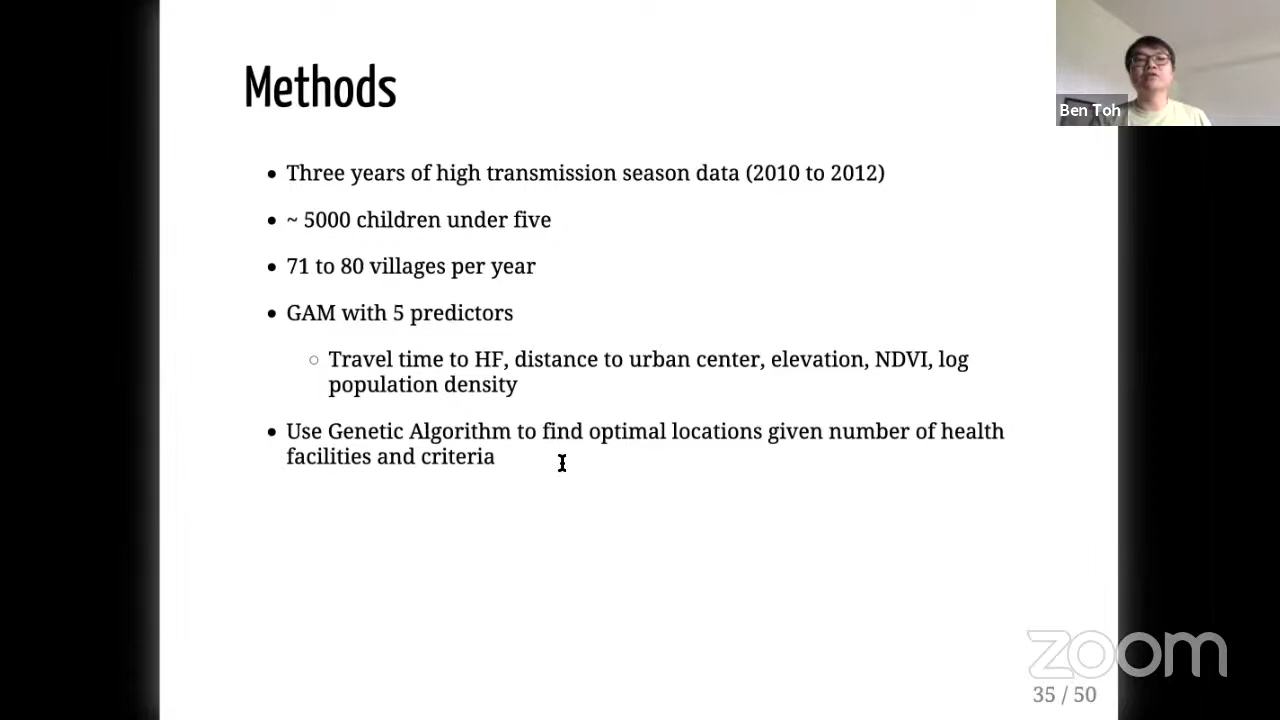 Methods
Ben Toh
• Three years of high transmission season data (2010 to 2012)
• ~ 5000 children under five
• 71 to 80 villages per year
• GAM with 5 predictors
○ Travel time to HF, distance to urban center, elevation, NDVI, log
population density
• Use Genetic Algorithm to find optimal locations given number of health
facilities and criteria
zoom
35 / 50